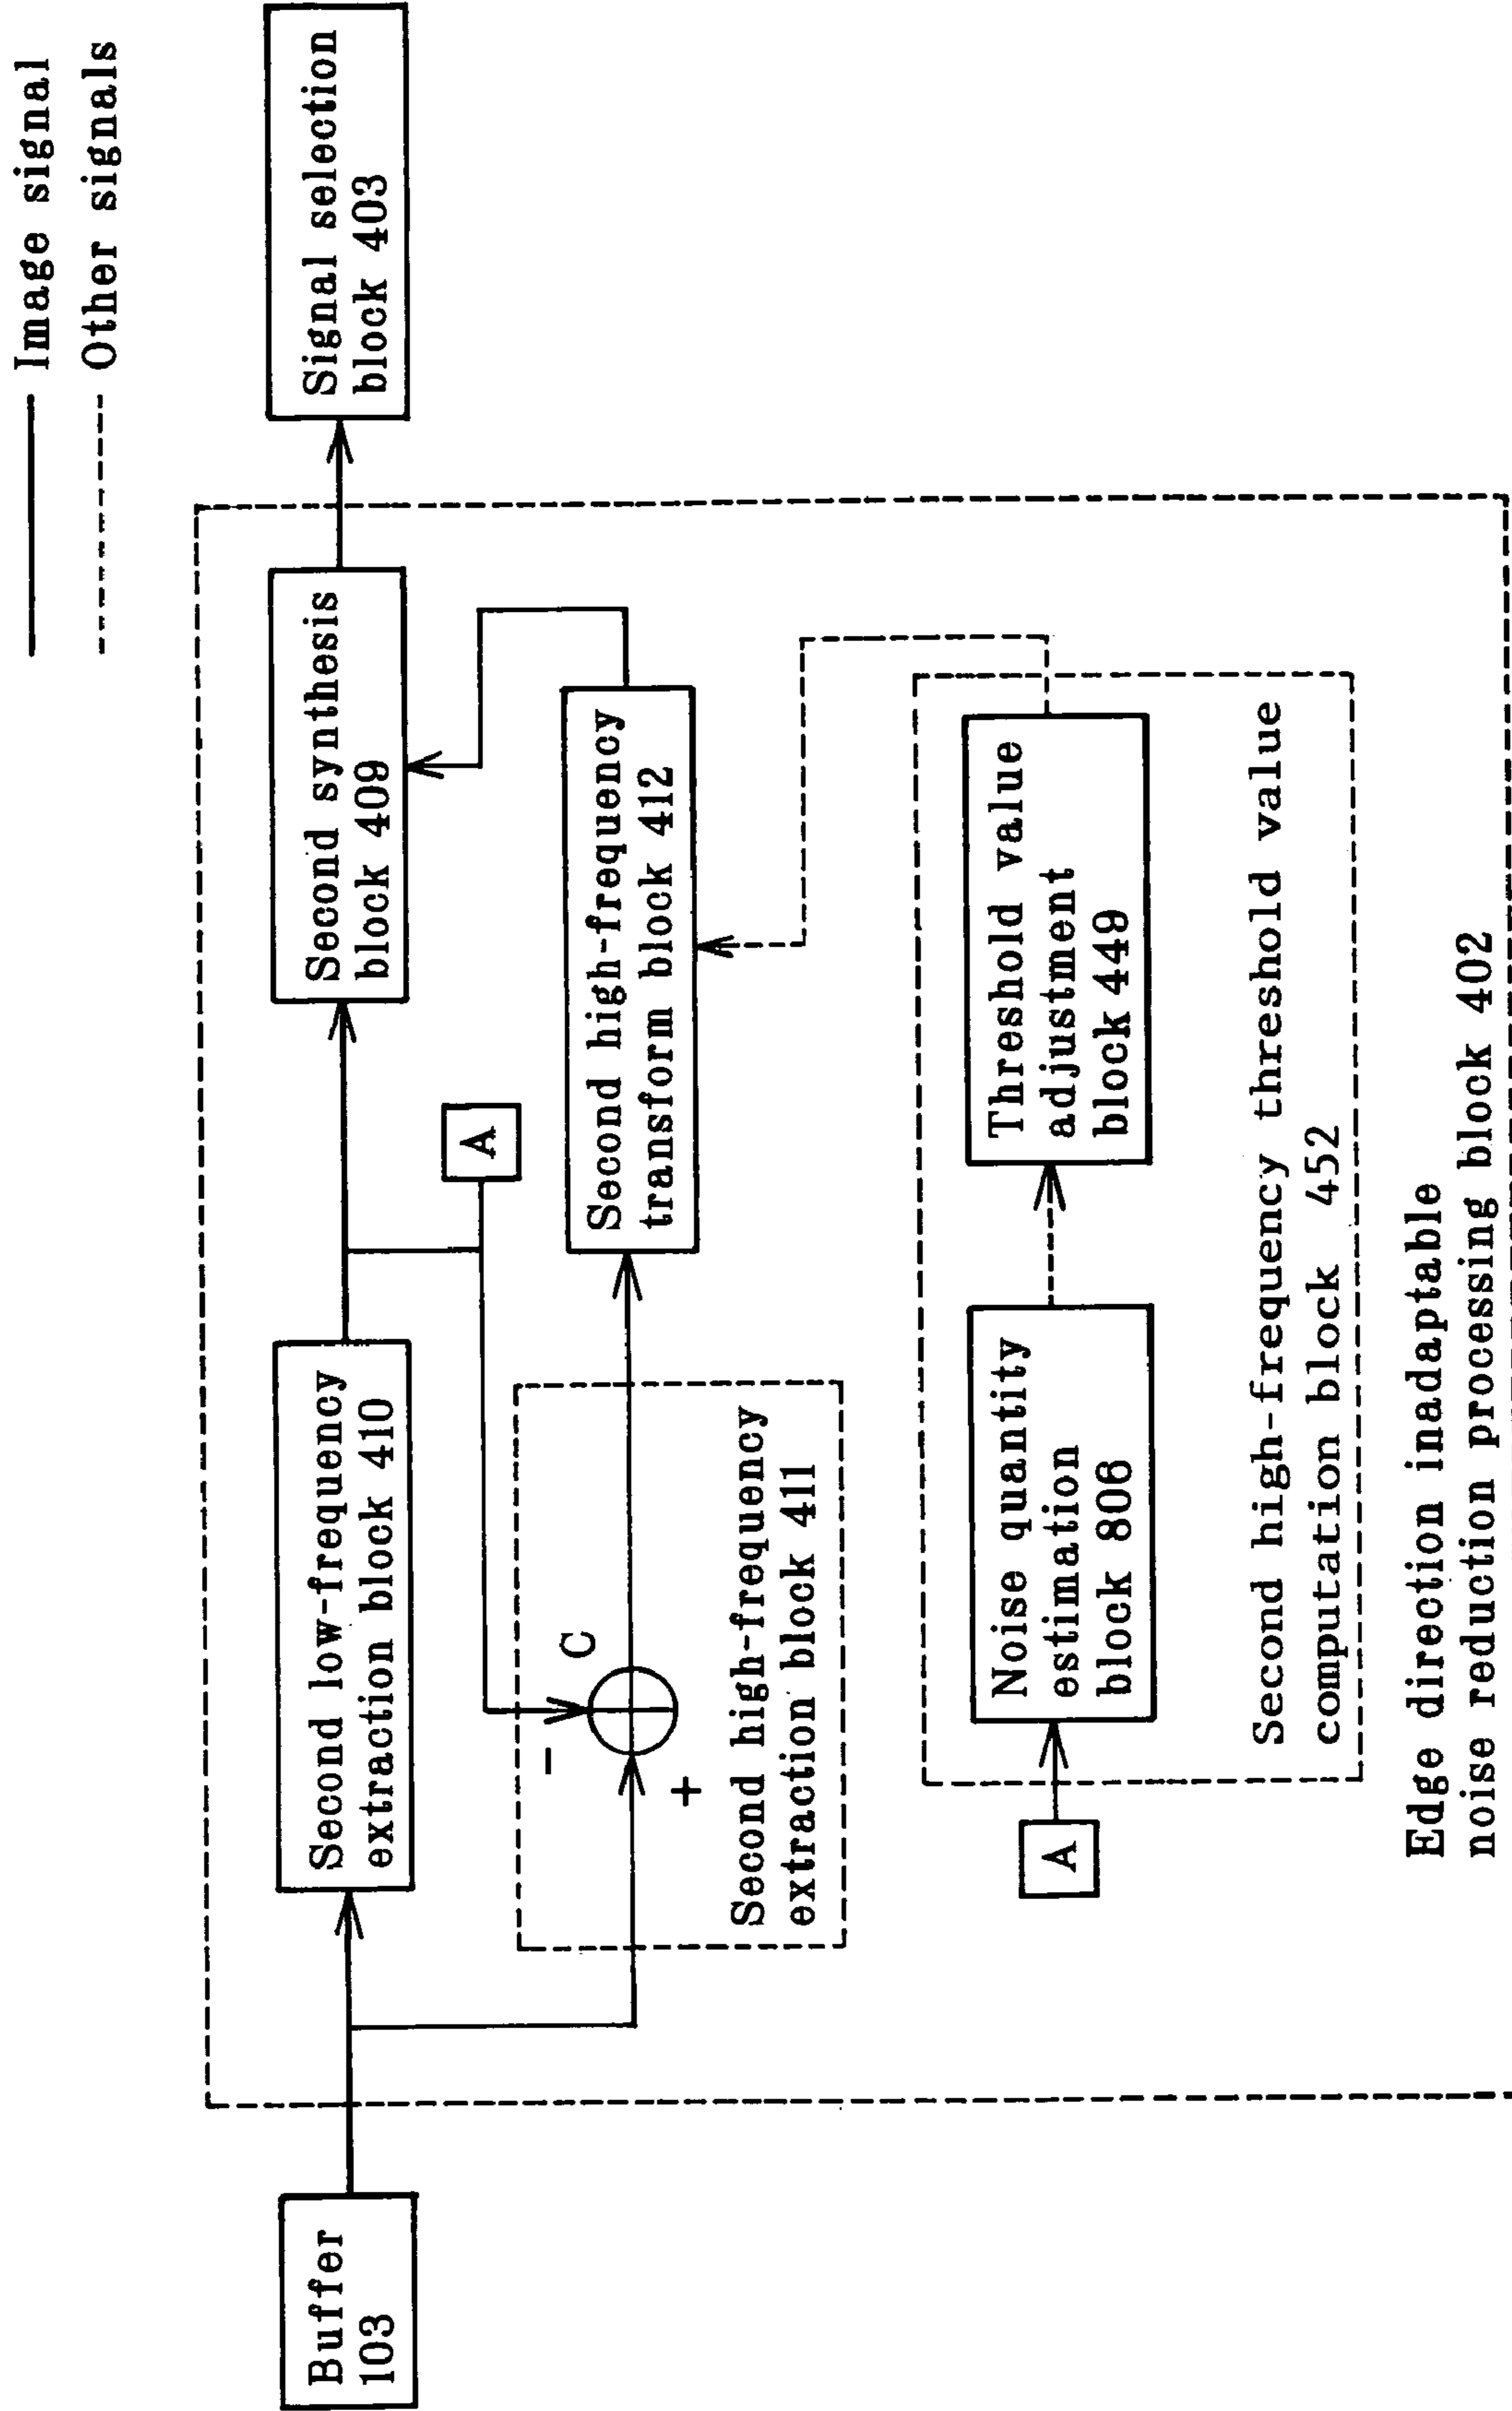 Image signal
Other signals
Buffer
103
Second low-frequency
extraction block 410
Second synthesis
block 409
Signal selection
block 403
A
-
C
+
Second high-frequency
extraction block 411
Second high-frequency
transform block 412
A
Noise quantity
estimation
block 806
Threshold value
adjustment
block 449
Second high-frequency threshold value
computation block 452
Edge direction inadaptable
noise reduction processing block 402